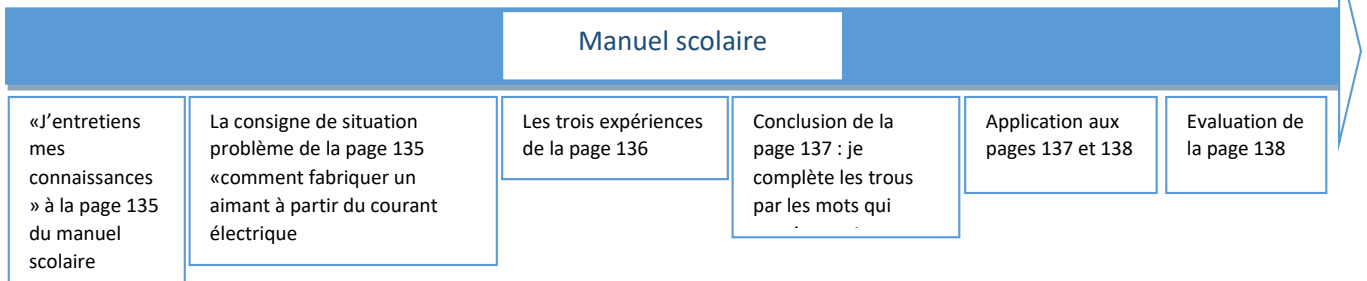 Manuel scolaire
«J'entretiens
mes
connaissances
» à la page 135
du manuel
scolaire
La consigne de situation
problème de la page 135
«comment fabriquer un
aimant à partir du courant
électrique
Les trois expériences
de la page 136
Conclusion de la
page 137 : je
complète les trous
par les mots qui
Application aux
pages 137 et 138
Evaluation de
la page 138